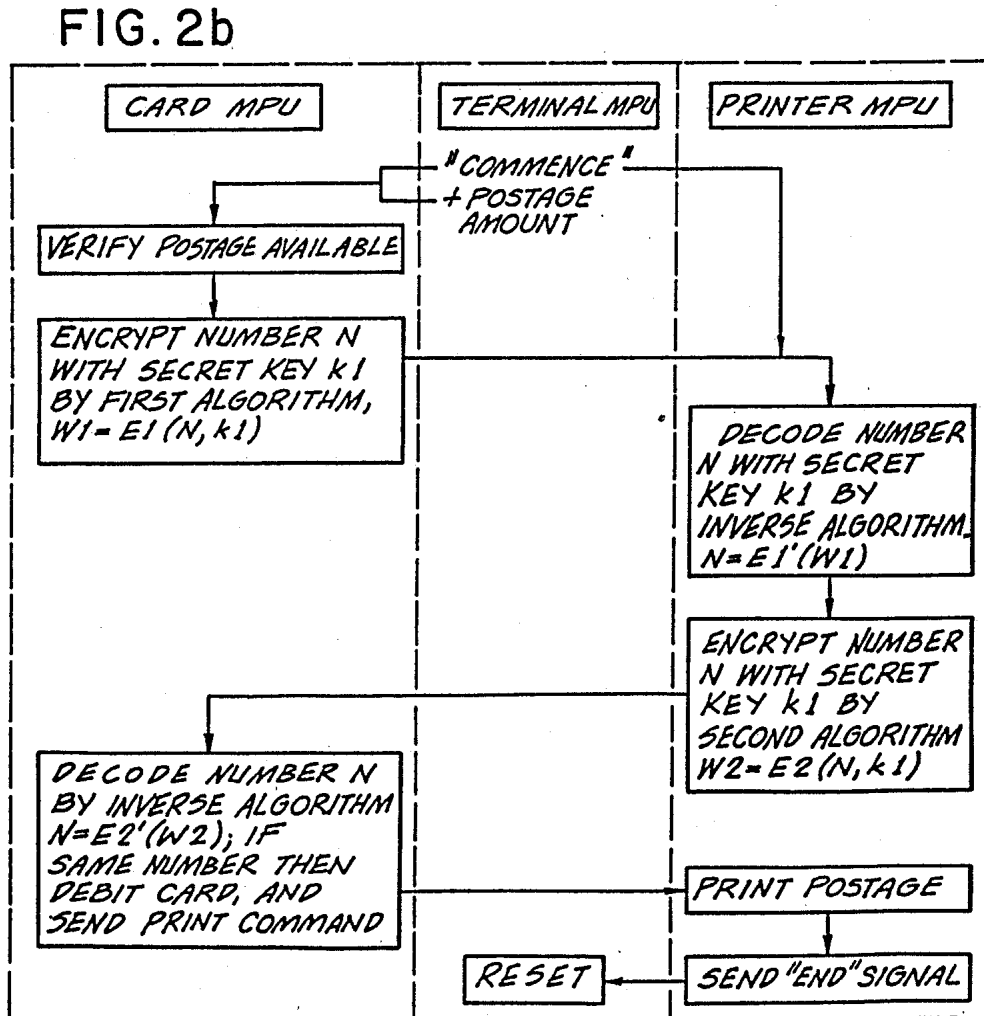 FIG. 2b
CARD MPU
TERMINAL MPU
PRINTER MPU
"COMMENCE"
+ POSTAGE
AMOUNT
VERIFY POSTAGE AVAILABLE
ENCRYPT NUMBER N
WITH SECRET KEY k1
BY FIRST ALGORITHM,
W1=E1(N,k1)
DECODE NUMBER
N WITH SECRET
KEY k1 BY
INVERSE ALGORITHM
N=E1'(W1)
ENCRYPT NUMBER
N WITH SECRET
KEY k1 BY
SECOND ALGORITHM
W2=E2(N,k1)
DECODE NUMBER N
BY INVERSE ALGORITHM
N=E2'(W2); IF
SAME NUMBER THEN
DEBIT CARD, AND
SEND PRINT COMMAND
PRINT POSTAGE
SEND "END" SIGNAL
RESET